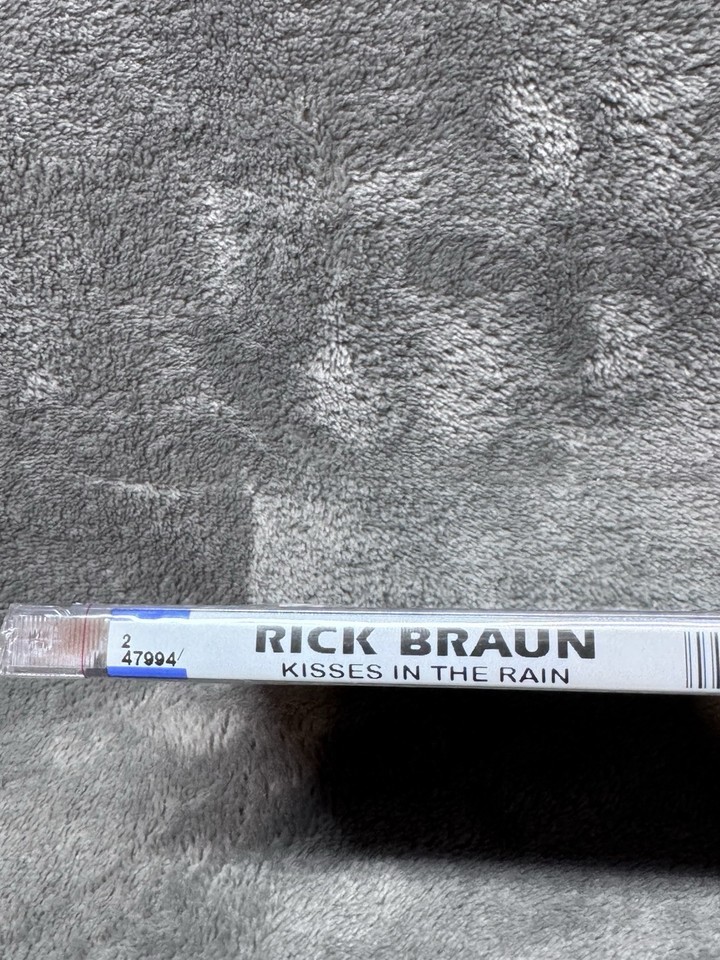 2
47994/
RICK BRAUN
KISSES IN THE RAIN